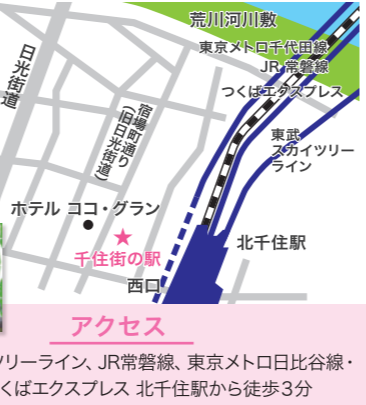 荒川河川敷
東京メトロ千代田線
JR 常磐線
つくばエクスプレス
日光街道
宿場町通り
(旧日光街道)
東武
スカイツリー
ライン
ホテル ココ・グラン
★
千住街の駅
北千住駅
西口
アクセス
ツリーライン、JR常磐線、東京メトロ日比谷線・
くばエクスプレス 北千住駅から徒歩3分